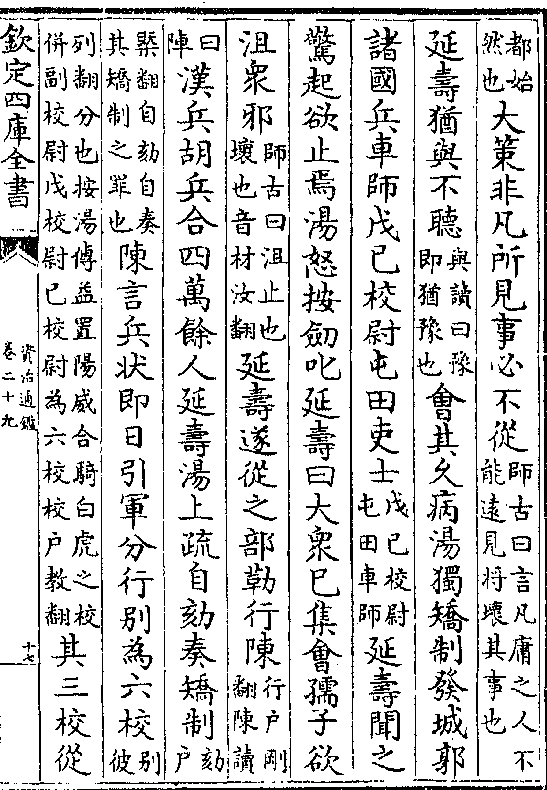 都始
然也大策非凡所見事必不從師古曰言凡庸之人不
能遠見將壞其事也
延壽猶與不聽與讀曰豫
即猶豫也會其久病湯獨矯制發城郭
諸國兵車師戊已校尉屯田吏士戊已校尉
屯田車師延壽聞之
驚起欲止焉湯怒按劒叱延壽曰大衆已集會孺子欲
沮衆邪師古曰沮止也
壞也音材汝翻延壽遂從之部勒行陳行戶剛
翻陳讀
曰
陣漢兵胡兵合四萬餘人延壽湯上疏自劾奏矯制劾戶
槩翻自劾自奏
其矯制之罪也陳言兵狀即日引軍分行别為六校别彼
列翻分也按湯傳益置陽威合騎白虎之校
併副校尉戊校尉已校尉為六校校戶教翻其三校從
欽定四庫全書
資治通鑑
卷二十九
十七